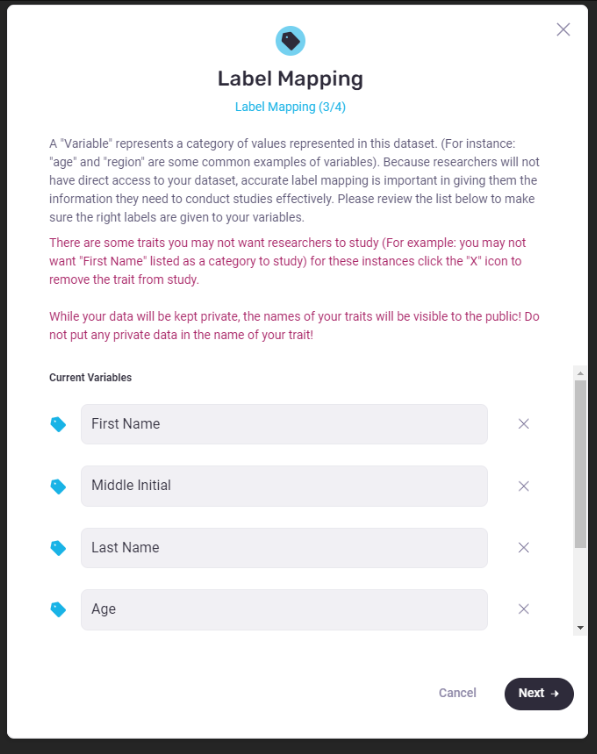 Label Mapping
Label Mapping (3/4)
A "Variable" represents a category of values represented in this dataset. (For instance:
"age" and "region" are some common examples of variables). Because researchers will not
have direct access to your dataset, accurate label mapping is important in giving them the
information they need to conduct studies effectively. Please review the list below to make
sure the right labels are given to your variables.
There are some traits you may not want researchers to study (For example: you may not
want "First Name" listed as a category to study) for these instances click the "X" icon to
remove the trait from study.
While your data will be kept private, the names of your traits will be visible to the public! Do
not put any private data in the name of your trait!
Current Variables
First Name
Middle Initial
Last Name
Age
Cancel
Next